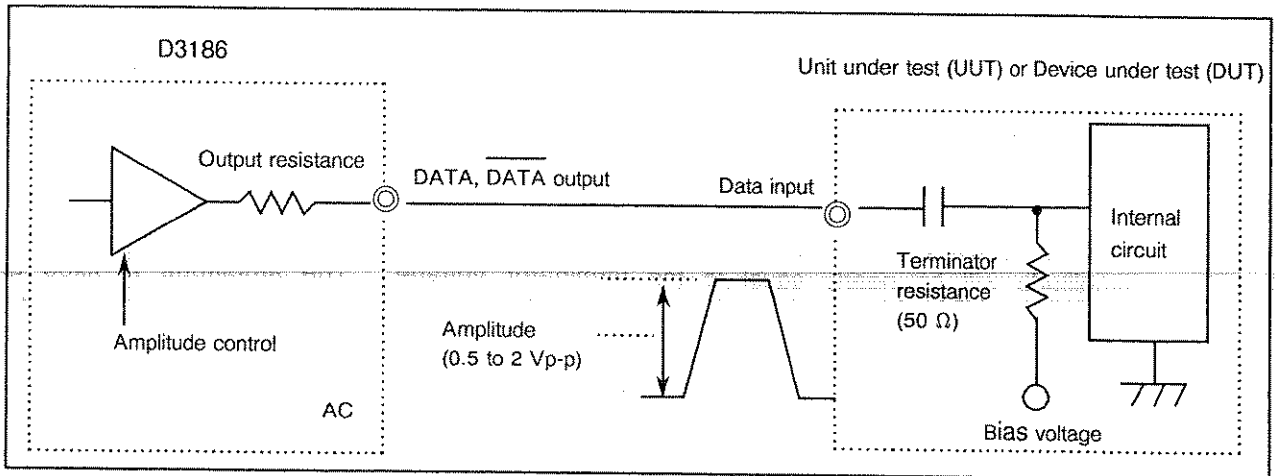 D3186
Unit under test (UUT) or Device under test (DUT)
Output resistance
DATA, D̅A̅T̅A̅ output
Data input
Internal
circuit
Terminator
resistance
(50 Ω)
Amplitude control
Amplitude
(0.5 to 2 Vp-p)
AC
Bias voltage